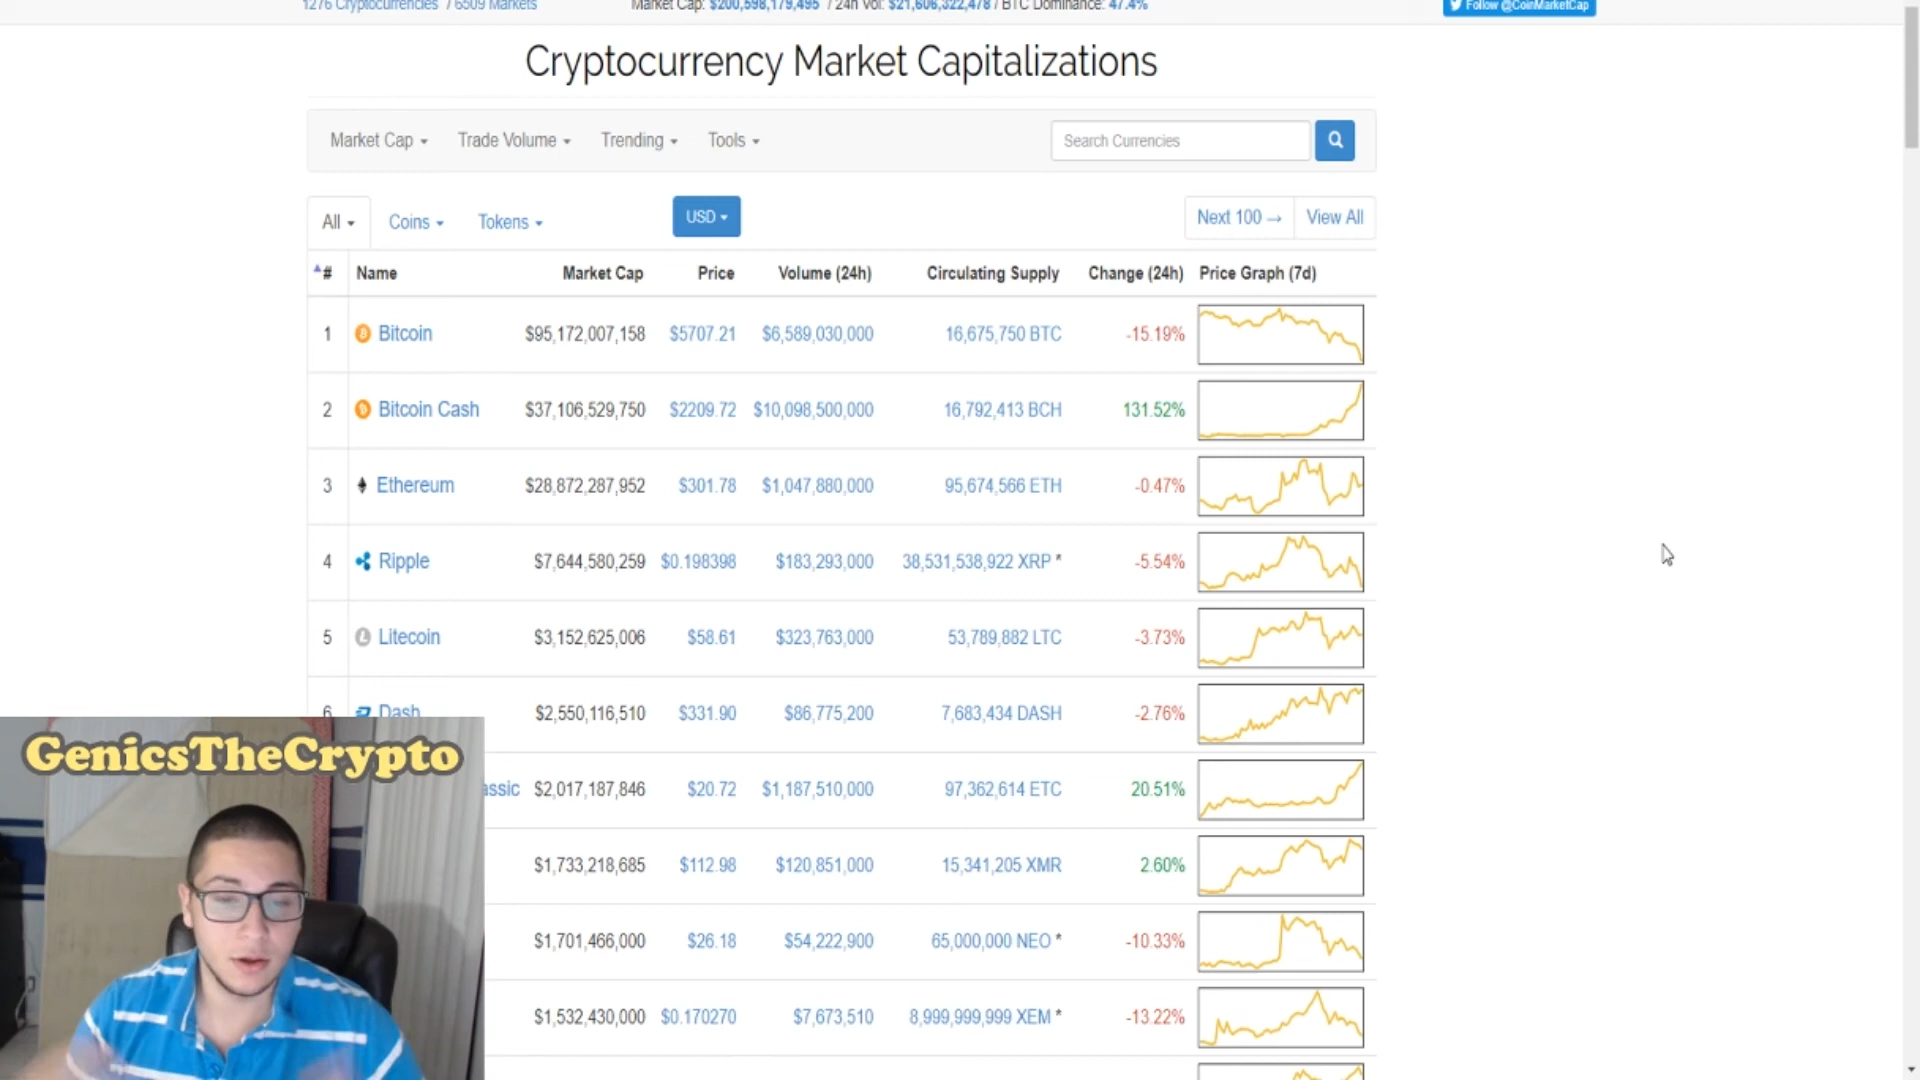 1276 Cryptocurrencies / 6509 Markets Market Cap: $200,598,179,495 / 24h Vol: $21,606,322,478 / BTC Dominance: 47.4% Follow @CoinMarketCap
Cryptocurrency Market Capitalizations
Market Cap Trade Volume Trending Tools Search Currencies
All Coins Tokens USD Next 100 → View All
# Name Market Cap Price Volume (24h) Circulating Supply Change (24h) Price Graph (7d)
1 Bitcoin $95,172,007,158 $5707.21 $6,589,030,000 16,675,750 BTC -15.19%
2 Bitcoin Cash $37,106,529,750 $2209.72 $10,098,500,000 16,792,413 BCH 131.52%
3 Ethereum $28,872,287,952 $301.78 $1,047,880,000 95,674,566 ETH -0.47%
4 Ripple $7,644,580,259 $0.198398 $183,293,000 38,531,538,922 XRP * -5.54%
5 Litecoin $3,152,625,006 $58.61 $323,763,000 53,789,882 LTC -3.73%
6 Dash $2,550,116,510 $331.90 $86,775,200 7,683,434 DASH -2.76%
assic $2,017,187,846 $20.72 $1,187,510,000 97,362,614 ETC 20.51%
$1,733,218,685 $112.98 $120,851,000 15,341,205 XMR 2.60%
$1,701,466,000 $26.18 $54,222,900 65,000,000 NEO * -10.33%
$1,532,430,000 $0.170270 $7,673,510 8,999,999,999 XEM * -13.22%
GenicsTheCrypto